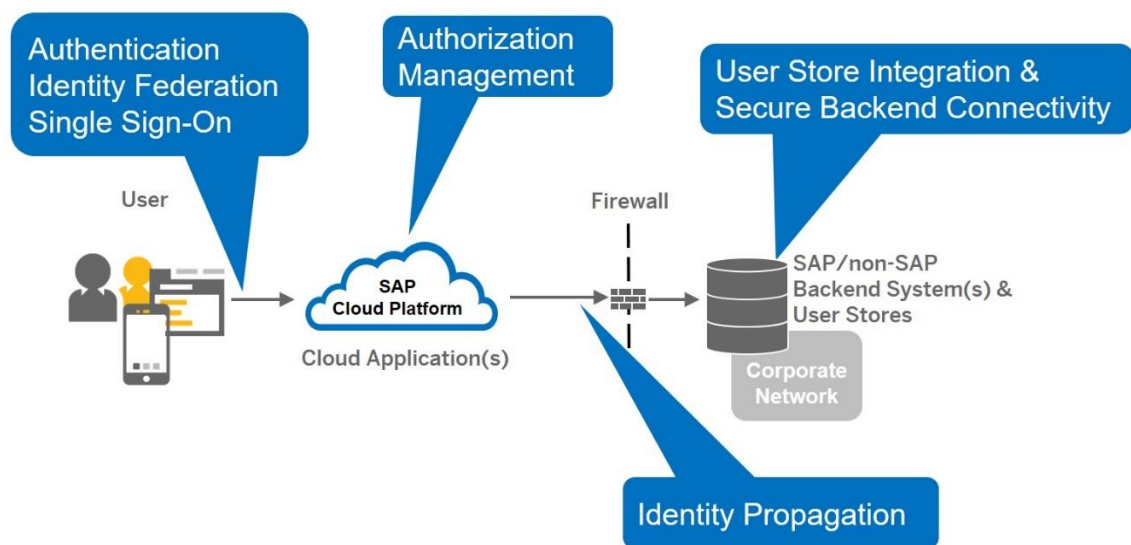 Authentication
Identity Federation
Single Sign-On
Authorization
Management
User Store Integration &
Secure Backend Connectivity
User
Firewall
SAP
Cloud Platform
Cloud Application(s)
SAP/non-SAP
Backend System(s) &
User Stores
Corporate
Network
Identity Propagation